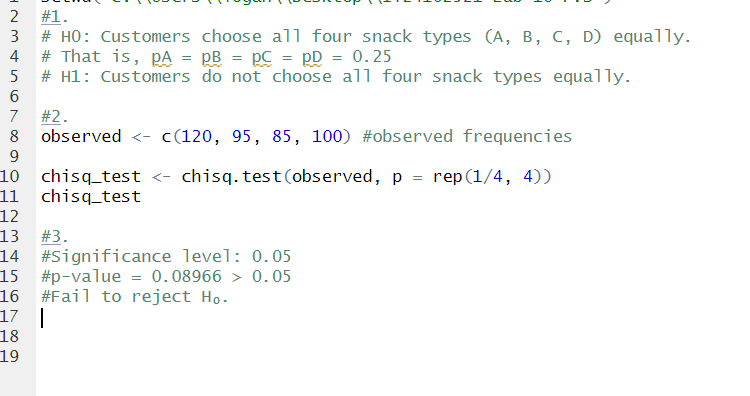 2 #1.
3 # H0: Customers choose all four snack types (A, B, C, D) equally.
4 # That is, pA = pB = pC = pD = 0.25
5 # H1: Customers do not choose all four snack types equally.
6
7 #2.
8 observed <- c(120, 95, 85, 100) #observed frequencies
9
10 chisq_test <- chisq.test(observed, p = rep(1/4, 4))
11 chisq_test
12
13 #3.
14 #Significance level: 0.05
15 #p-value = 0.08966 > 0.05
16 #Fail to reject H₀.
17
18
19